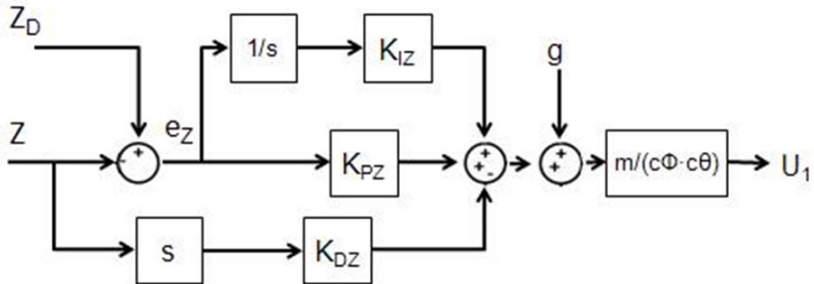 Z_D
1/s
K_IZ
g
Z
- +
e_Z
K_PZ
+
+ -
+
+
m/(cΦ·cθ)
U_1
s
K_DZ